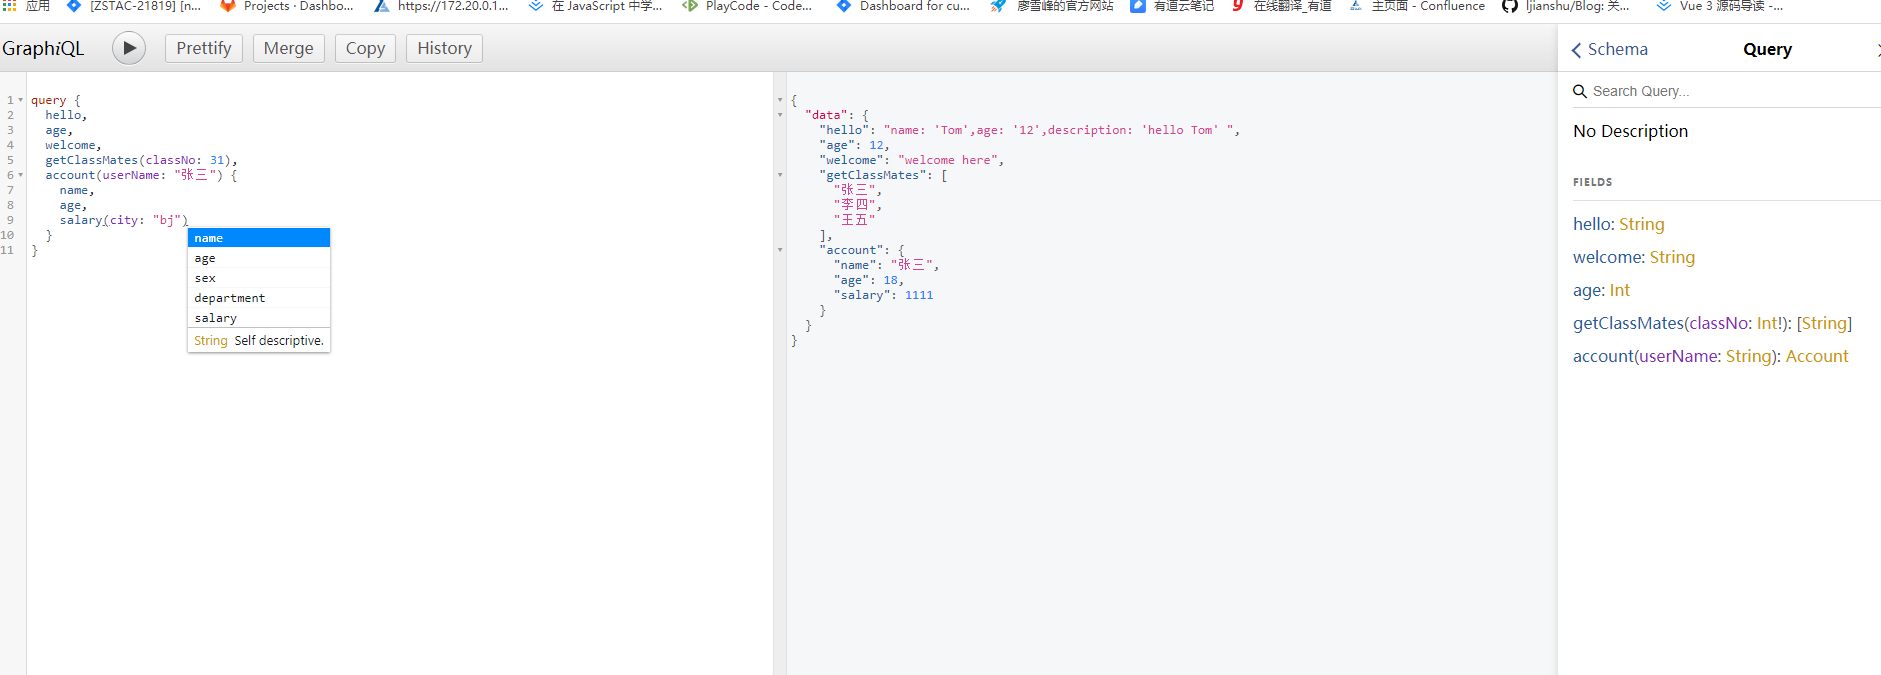 应用 [ZSTAC-21819] [n... Projects · Dashbo... https://172.20.0.1... 在 JavaScript 中学... PlayCode - Code... Dashboard for cu... 廖雪峰的官方网站 有道云笔记 在线翻译_有道 主页面 - Confluence ljianshu/Blog: 关... Vue 3 源码导读 -...
GraphiQL Prettify Merge Copy History
Schema Query
Search Query...
No Description
FIELDS
hello: String
welcome: String
age: Int
getClassMates(classNo: Int!): [String]
account(userName: String): Account
1 query {
2 hello,
3 age,
4 welcome,
5 getClassMates(classNo: 31),
6 account(userName: "张三") {
7 name,
8 age,
9 salary(city: "bj")
10 }
11 }
name
age
sex
department
salary
String Self descriptive.
{
"data": {
"hello": "name: 'Tom',age: '12',description: 'hello Tom' ",
"age": 12,
"welcome": "welcome here",
"getClassMates": [
"张三",
"李四",
"王五"
],
"account": {
"name": "张三",
"age": 18,
"salary": 1111
}
}
}